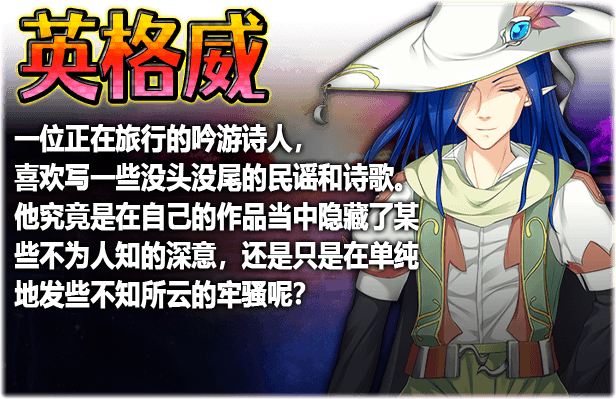 英格威
一位正在旅行的吟游诗人，
喜欢写一些没头没尾的民谣和诗歌。
他究竟是在自己的作品当中隐藏了某
些不为人知的深意，还是只是在单纯
地发些不知所云的牢骚呢？